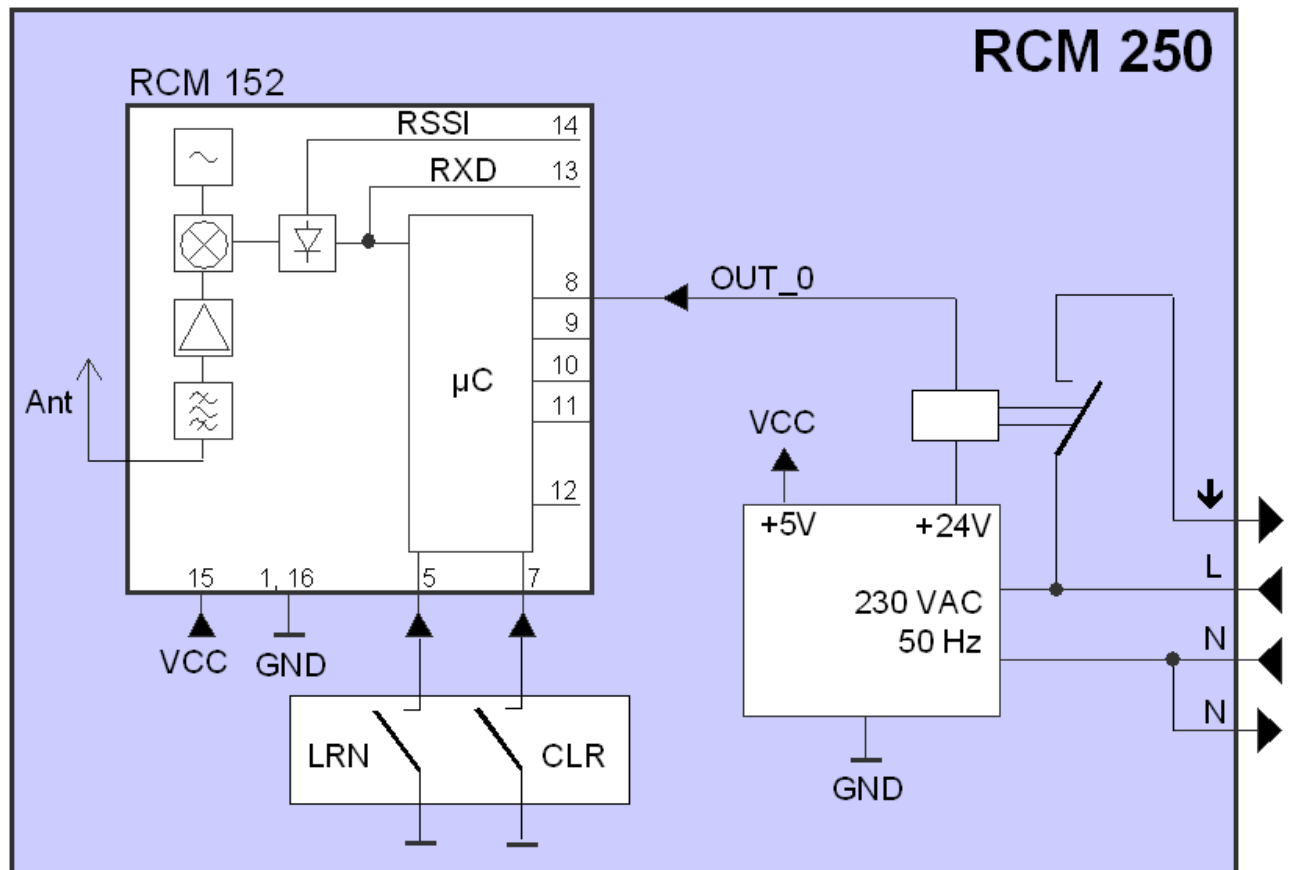 RCM 250
RCM 152
RSSI 14
RXD 13
8 OUT_0
9
Ant
µC
10
11
VCC
12
+5V +24V
15 1, 16 5 7
L
230 VAC
50 Hz
VCC GND
N
LRN CLR
N
GND